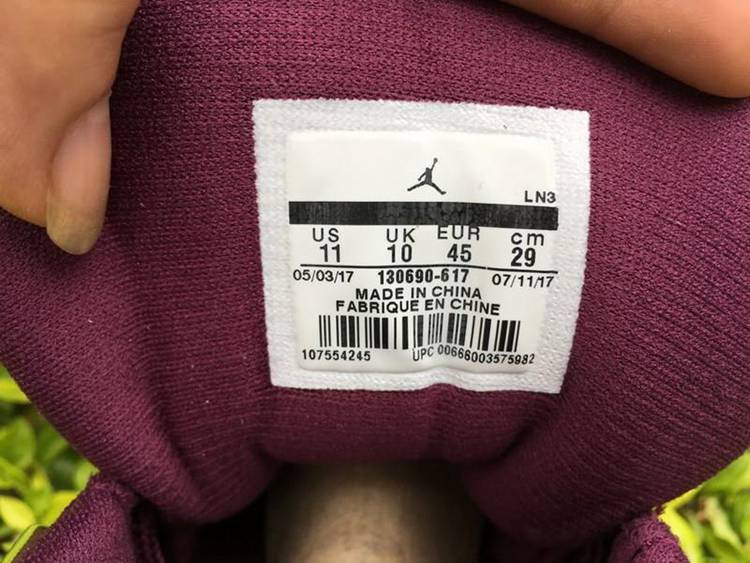 LN3
US UK EUR cm
11 10 45 29
05/03/17 130690-617 07/11/17
MADE IN CHINA
FABRIQUE EN CHINE
107554245 UPC 00666003575982